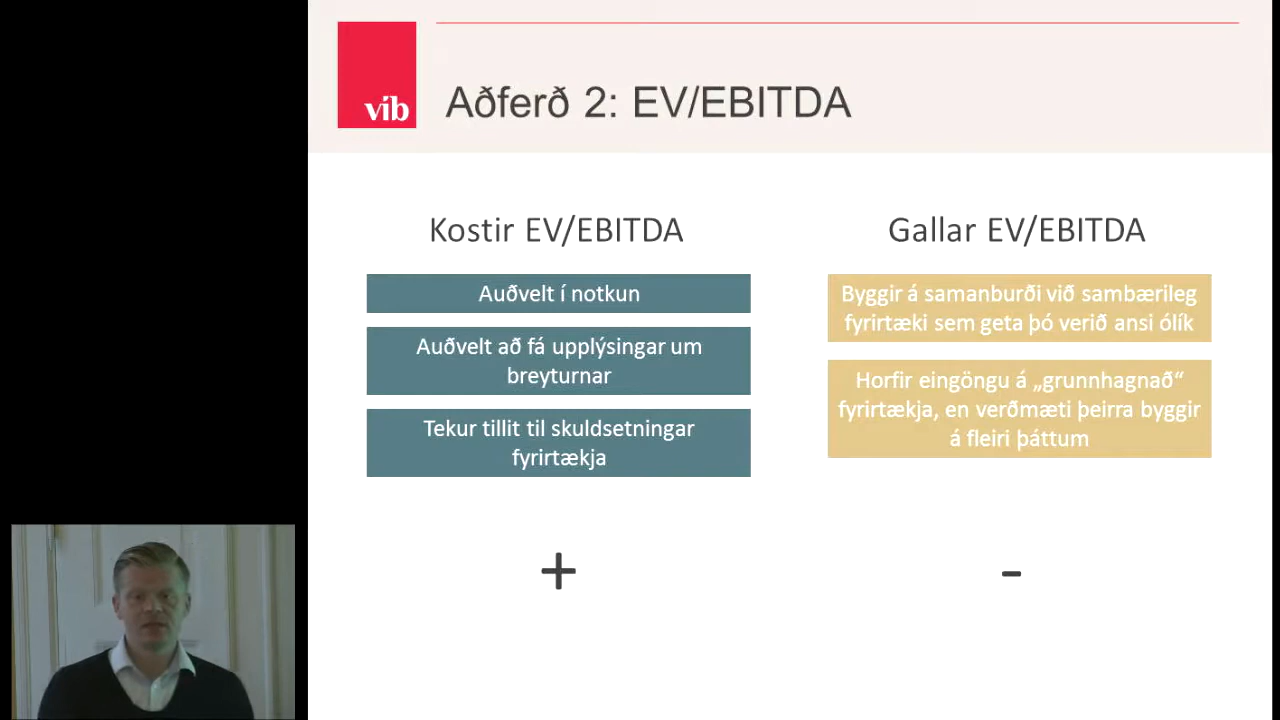 víb
Aðferð 2: EV/EBITDA
Kostir EV/EBITDA
Auðvelt í notkun
Auðvelt að fá upplýsingar um
breyturnar
Tekur tillit til skuldsetningar
fyrirtækja
+
Gallar EV/EBITDA
Byggir á samanburði við sambærileg
fyrirtæki sem geta þó verið ansi ólík
Horfir eingöngu á „grunnhagnað“
fyrirtækja, en verðmæti þeirra byggir
á fleiri þáttum
-